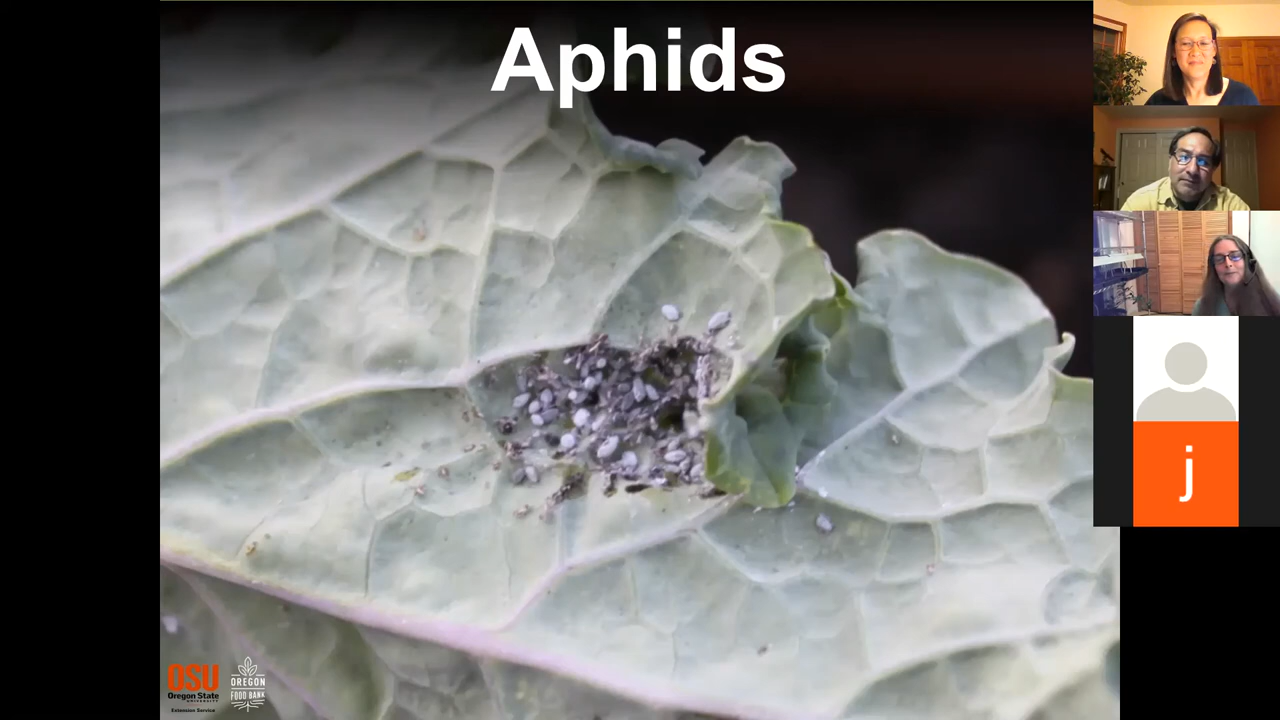 Aphids
j
OSU
Oregon State
UNIVERSITY
Extension Service
OREGON
FOOD BANK